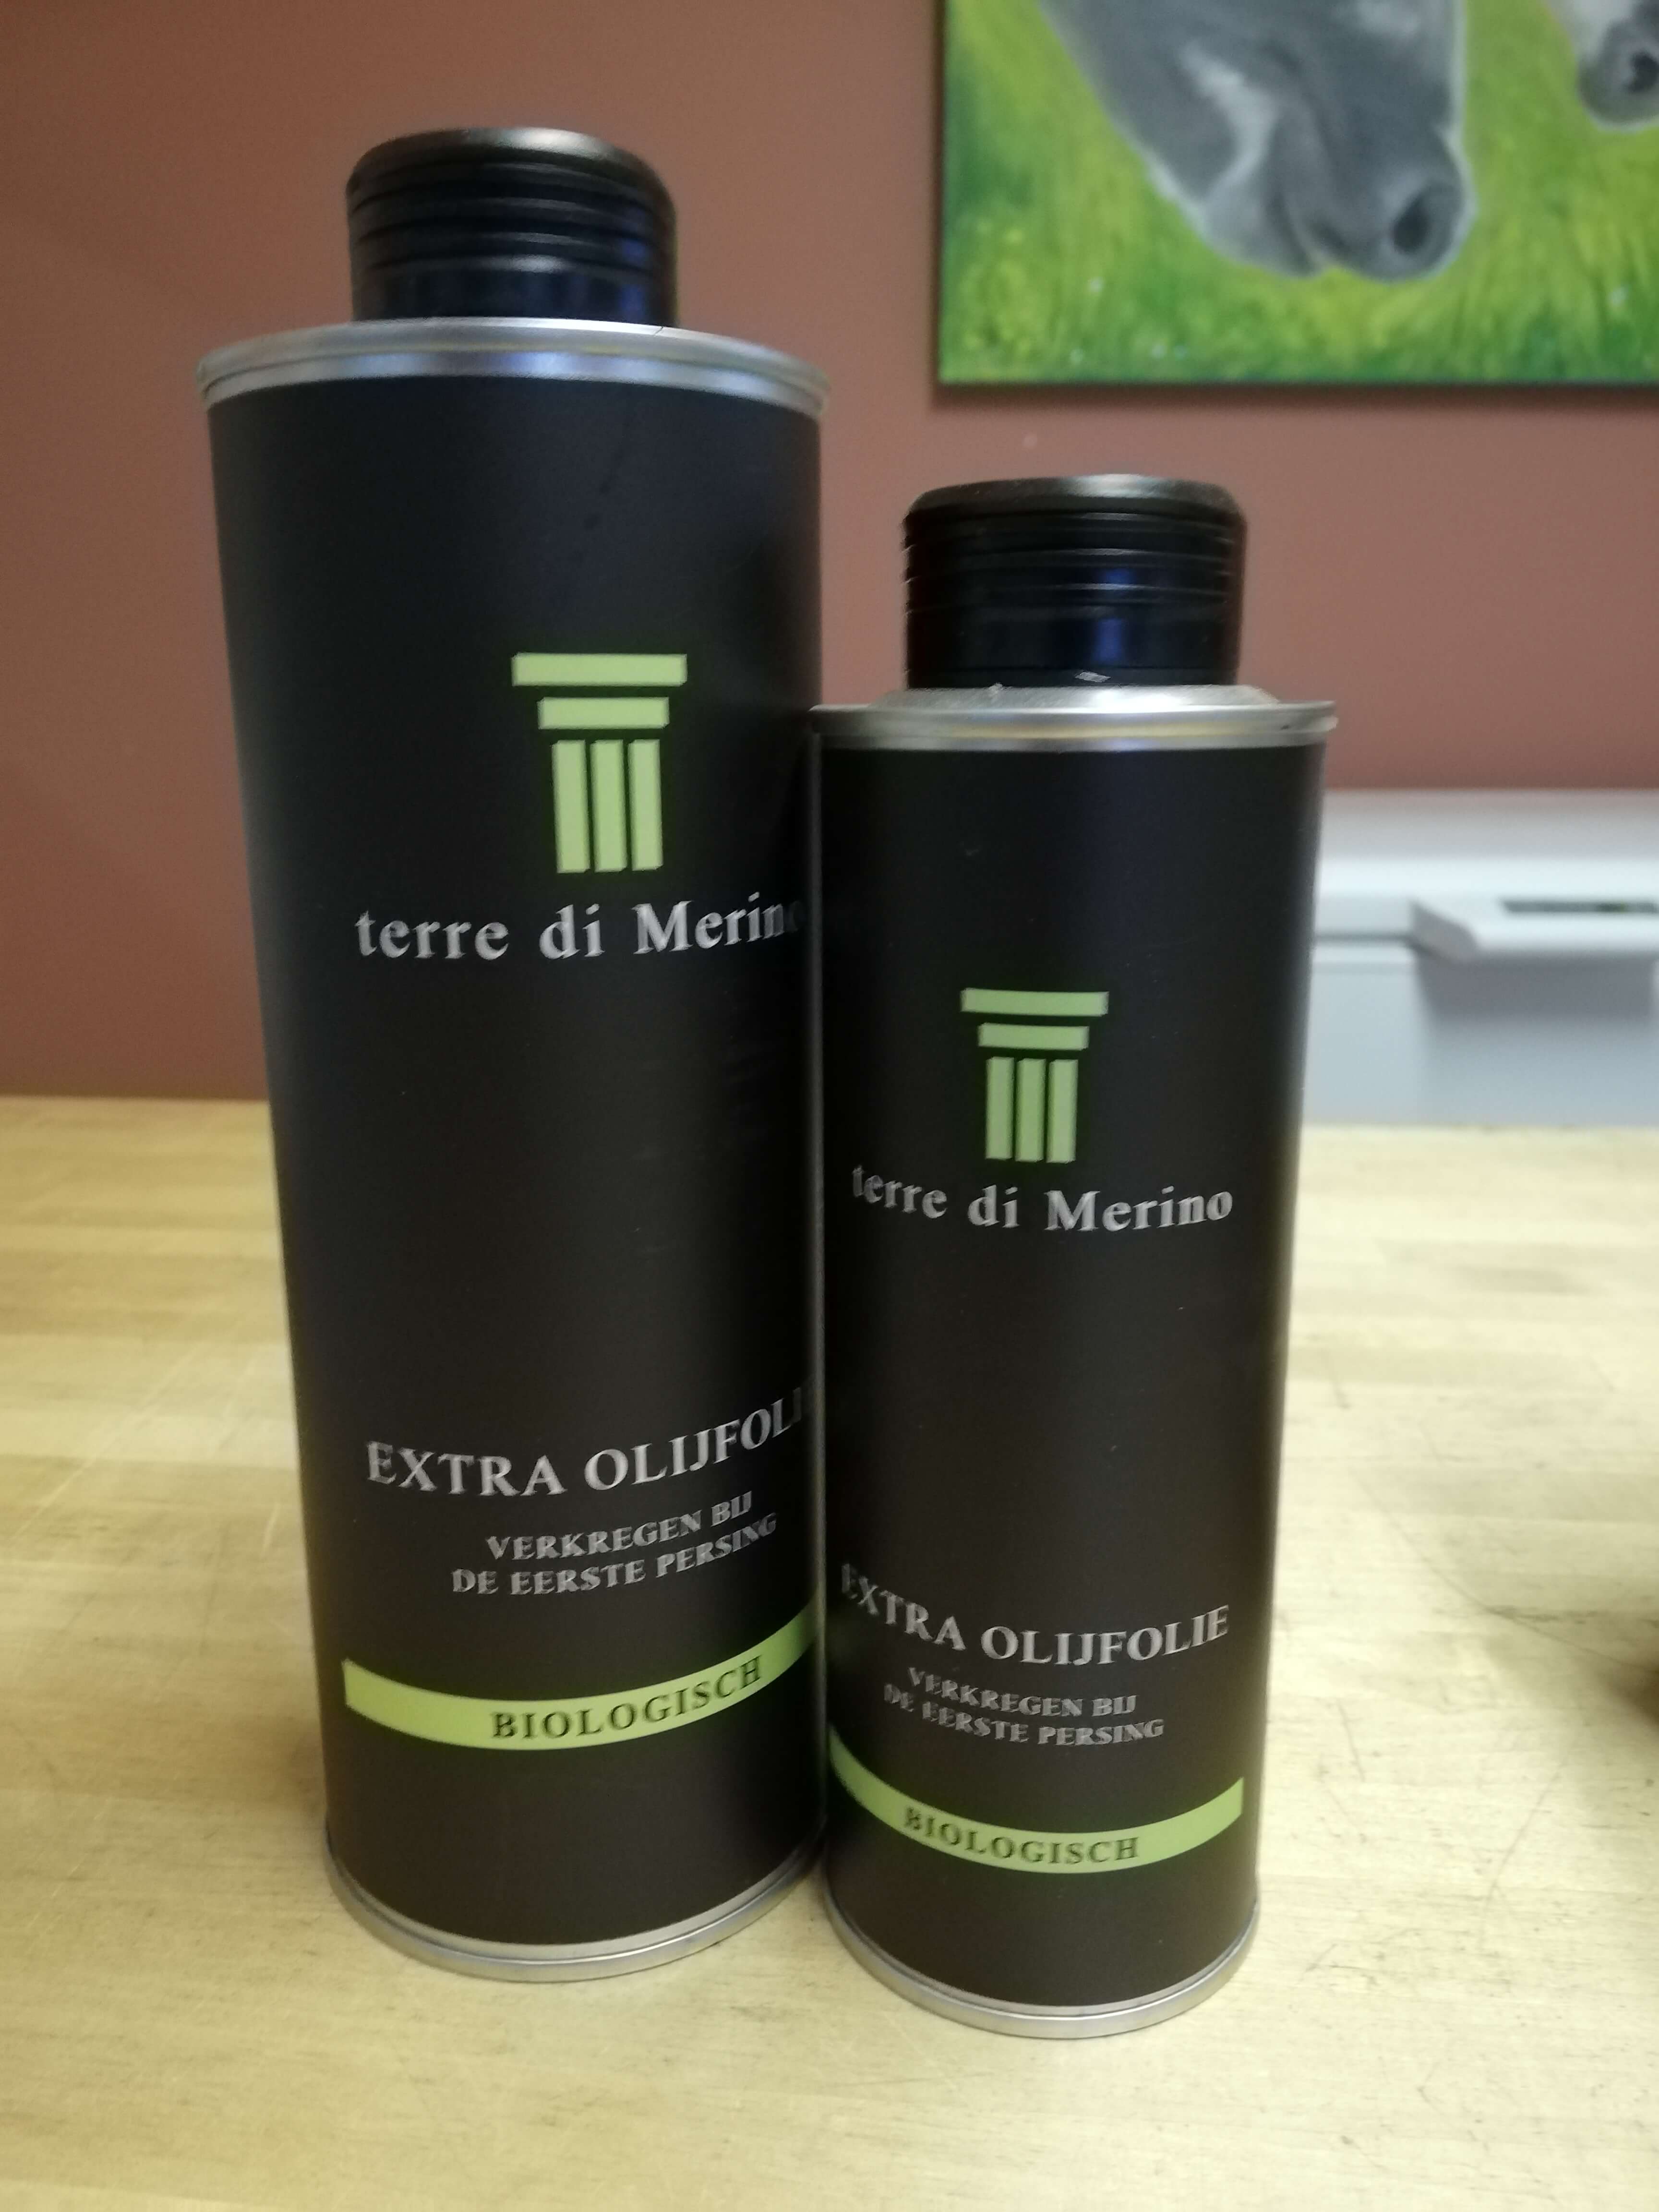 terre di Merino
EXTRA OLIJFOLIE
VERKREGEN BIJ
DE EERSTE PERSING
BIOLOGISCH
terre di Merino
EXTRA OLIJFOLIE
VERKREGEN BIJ
DE EERSTE PERSING
BIOLOGISCH